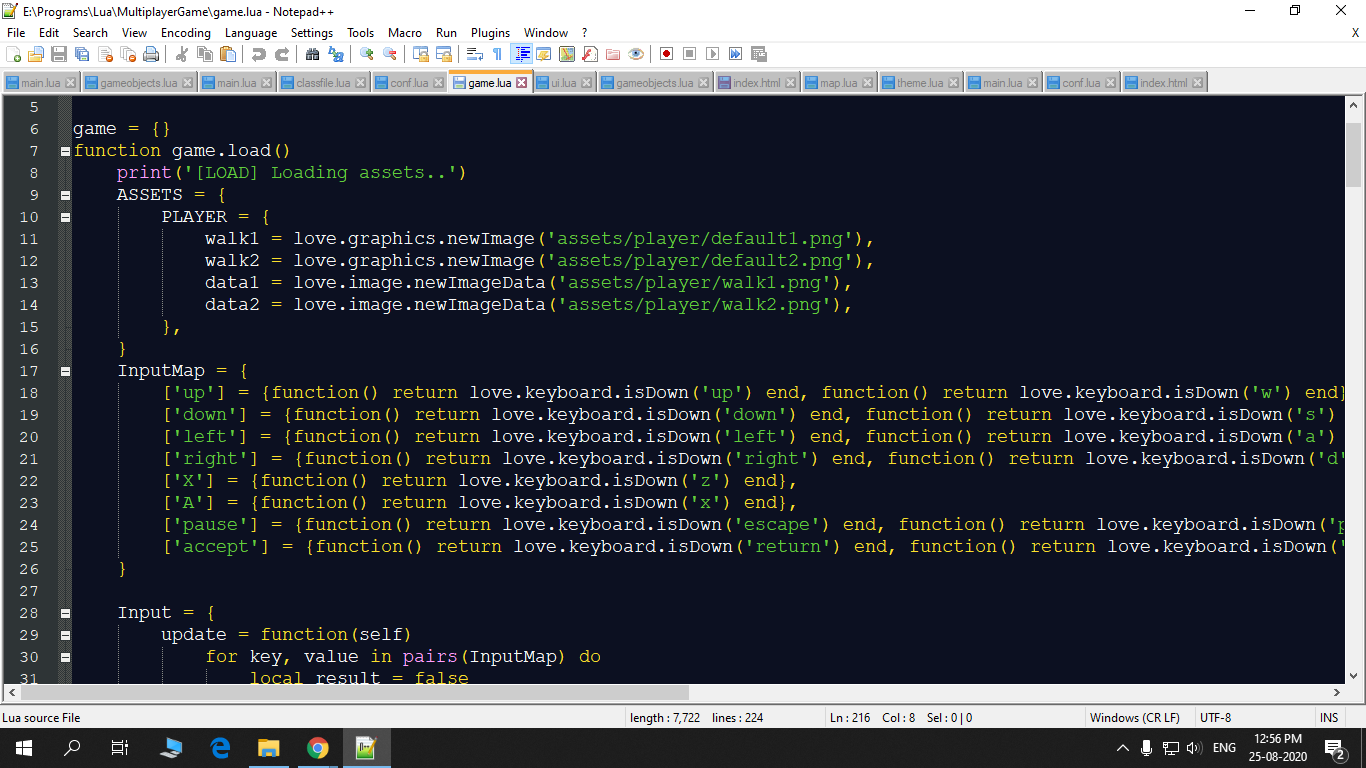 E:\Programs\Lua\MultiplayerGame\game.lua - Notepad++
File Edit Search View Encoding Language Settings Tools Macro Run Plugins Window ? X
main.lua gameobjects.lua main.lua classfile.lua conf.lua game.lua ui.lua gameobjects.lua index.html map.lua theme.lua main.lua conf.lua index.html
5
6 game = {}
7 function game.load()
8 print('[LOAD] Loading assets..')
9 ASSETS = {
10 PLAYER = {
11 walk1 = love.graphics.newImage('assets/player/default1.png'),
12 walk2 = love.graphics.newImage('assets/player/default2.png'),
13 data1 = love.image.newImageData('assets/player/walk1.png'),
14 data2 = love.image.newImageData('assets/player/walk2.png'),
15 },
16 }
17 InputMap = {
18 ['up'] = {function() return love.keyboard.isDown('up') end, function() return love.keyboard.isDown('w') end}
19 ['down'] = {function() return love.keyboard.isDown('down') end, function() return love.keyboard.isDown('s')
20 ['left'] = {function() return love.keyboard.isDown('left') end, function() return love.keyboard.isDown('a')
21 ['right'] = {function() return love.keyboard.isDown('right') end, function() return love.keyboard.isDown('d'
22 ['X'] = {function() return love.keyboard.isDown('z') end},
23 ['A'] = {function() return love.keyboard.isDown('x') end},
24 ['pause'] = {function() return love.keyboard.isDown('escape') end, function() return love.keyboard.isDown('p
25 ['accept'] = {function() return love.keyboard.isDown('return') end, function() return love.keyboard.isDown('
26 }
27
28 Input = {
29 update = function(self)
30 for key, value in pairs(InputMap) do
31 local result = false
Lua source File length : 7,722 lines : 224 Ln : 216 Col : 8 Sel : 0 | 0 Windows (CR LF) UTF-8 INS
ENG 12:56 PM
25-08-2020 2